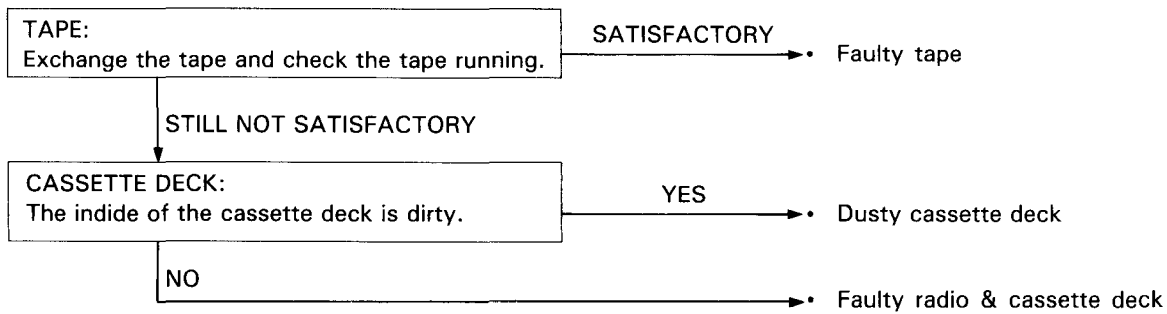 TAPE:
Exchange the tape and check the tape running.
SATISFACTORY
• Faulty tape
STILL NOT SATISFACTORY
CASSETTE DECK:
The indide of the cassette deck is dirty.
YES
• Dusty cassette deck
NO
• Faulty radio & cassette deck